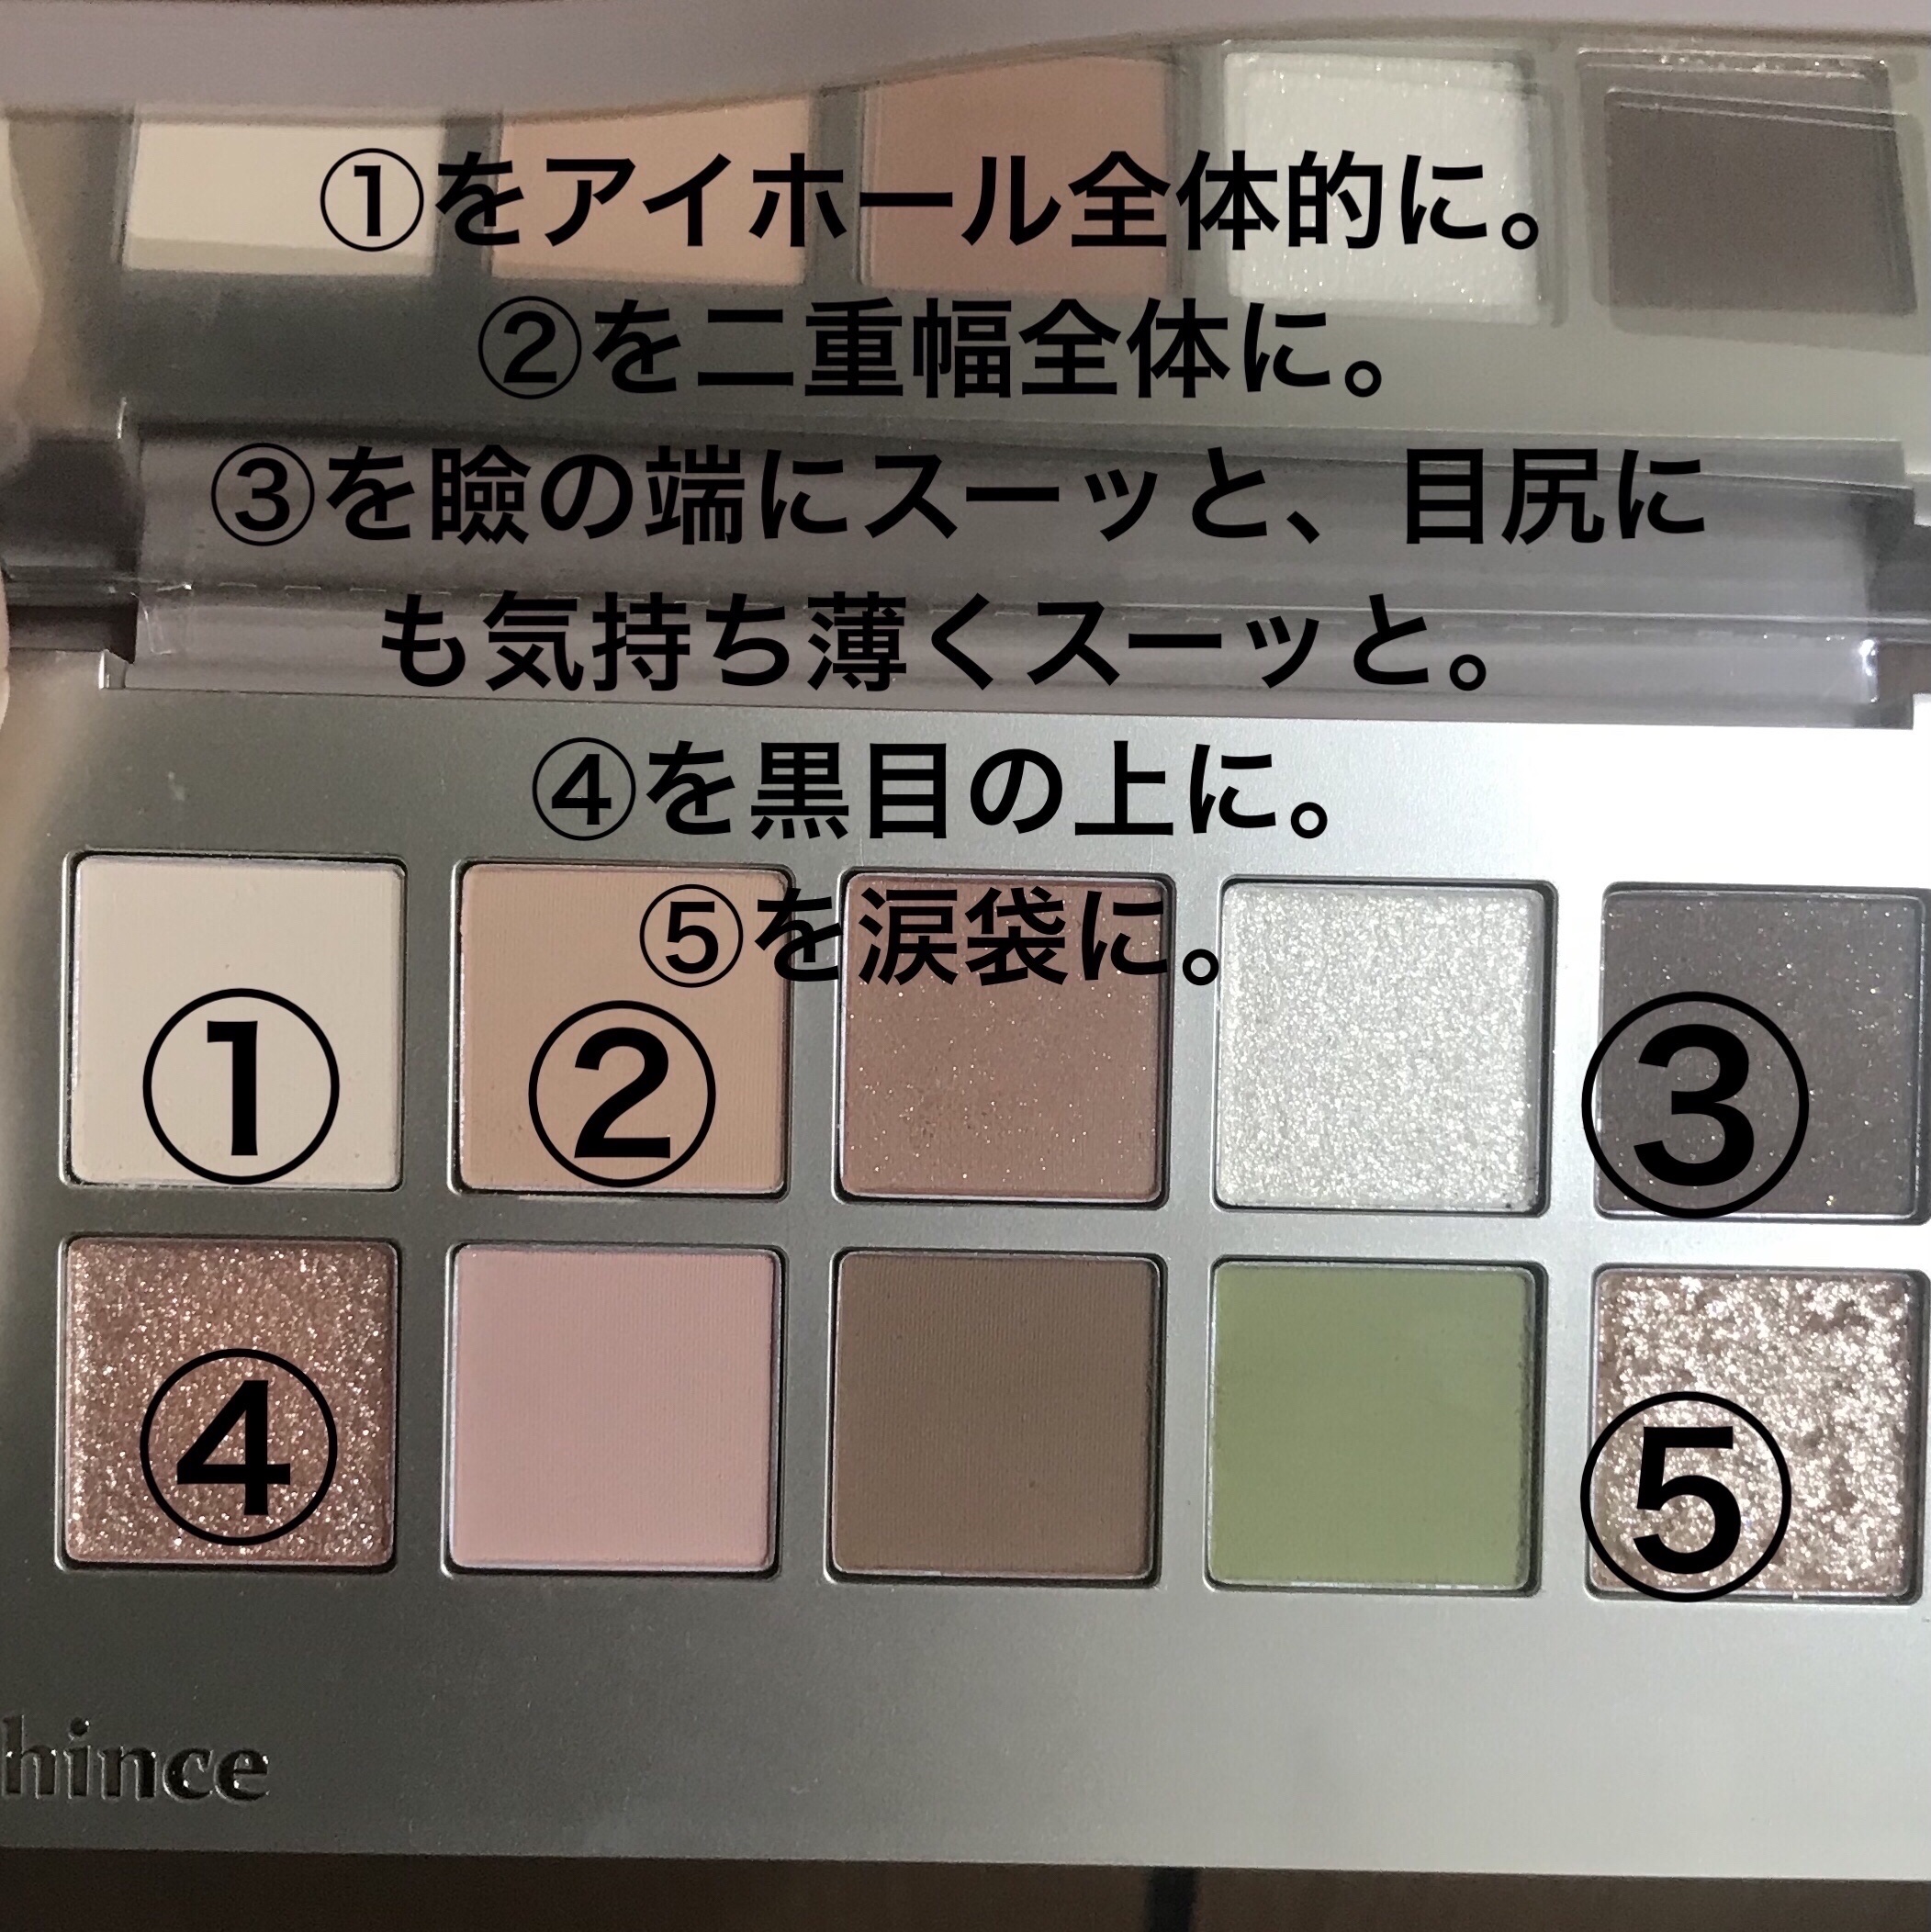 ①をアイホール全体的に。
②を二重幅全体に。
③を瞼の端にスーッと、目尻に
も気持ち薄くスーッと。
④を黒目の上に。
⑤を涙袋に。
①
②
③
④
⑤
hince